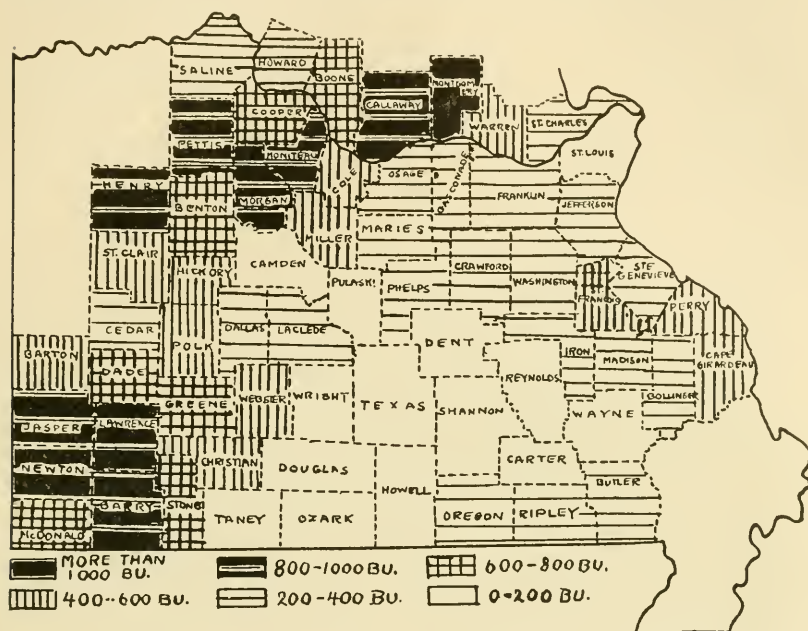 SALINE
HOWARD
BOONE
COOPER
PETTIS
MONITEAU
CALLAWAY
MONTGOM
ERY
WARREN
ST. CHARLES
ST. LOUIS
HENRY
BENTON
MORGAN
COLE
OSAGE
GASCONADE
FRANKLIN
JEFFERSON
MILLER
MARIES
ST. CLAIR
HICKORY
CAMDEN
PULASKI
PHELPS
CRAWFORD
WASHINGTON
ST.
FRANCIS
STE
GENEVIEVE
PERRY
CEDAR
POLK
DALLAS
LACLEDE
DENT
IRON
MADISON
CAPE
GIRARDEAU
BARTON
DADE
GREENE
WEBSTER
WRIGHT
TEXAS
REYNOLDS
BOLLINGER
WAYNE
JASPER
LAWRENCE
SHANNON
NEWTON
CHRISTIAN
DOUGLAS
CARTER
HOWELL
BUTLER
BARRY
STONE
TANEY
OZARK
OREGON
RIPLEY
McDONALD
MORE THAN
1000 BU.
800-1000 BU.
600-800 BU.
400-600 BU.
200-400 BU.
0-200 BU.